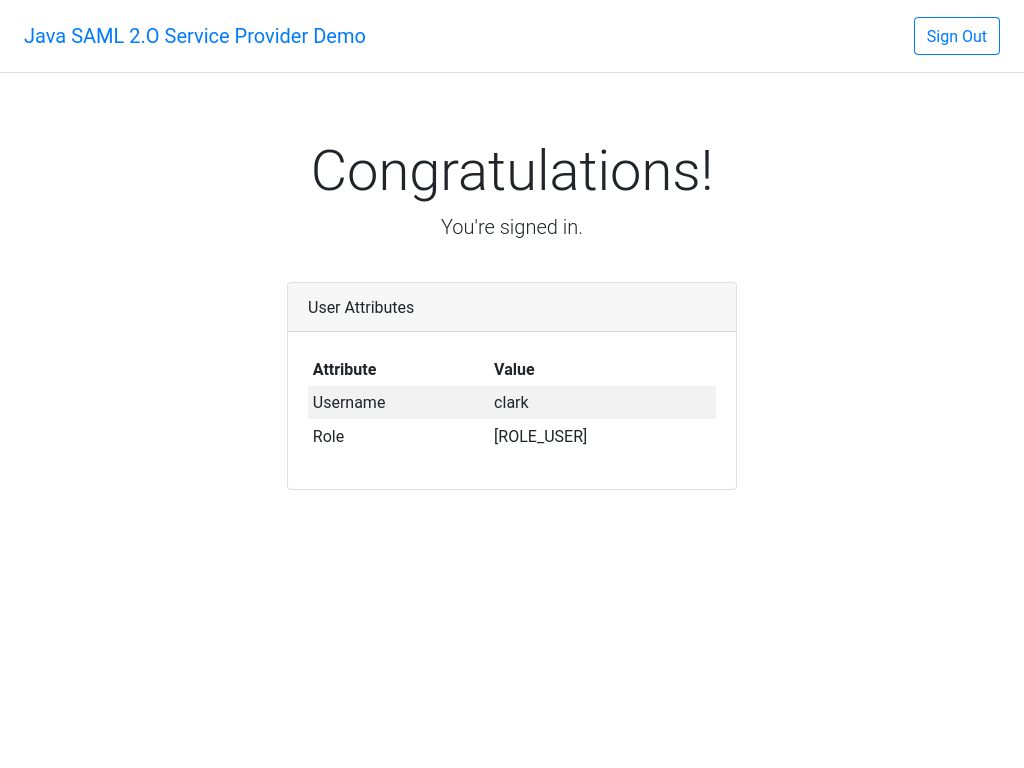 Java SAML 2.O Service Provider Demo
Sign Out
Congratulations!
You're signed in.
User Attributes
Attribute Value
Username clark
Role [ROLE_USER]